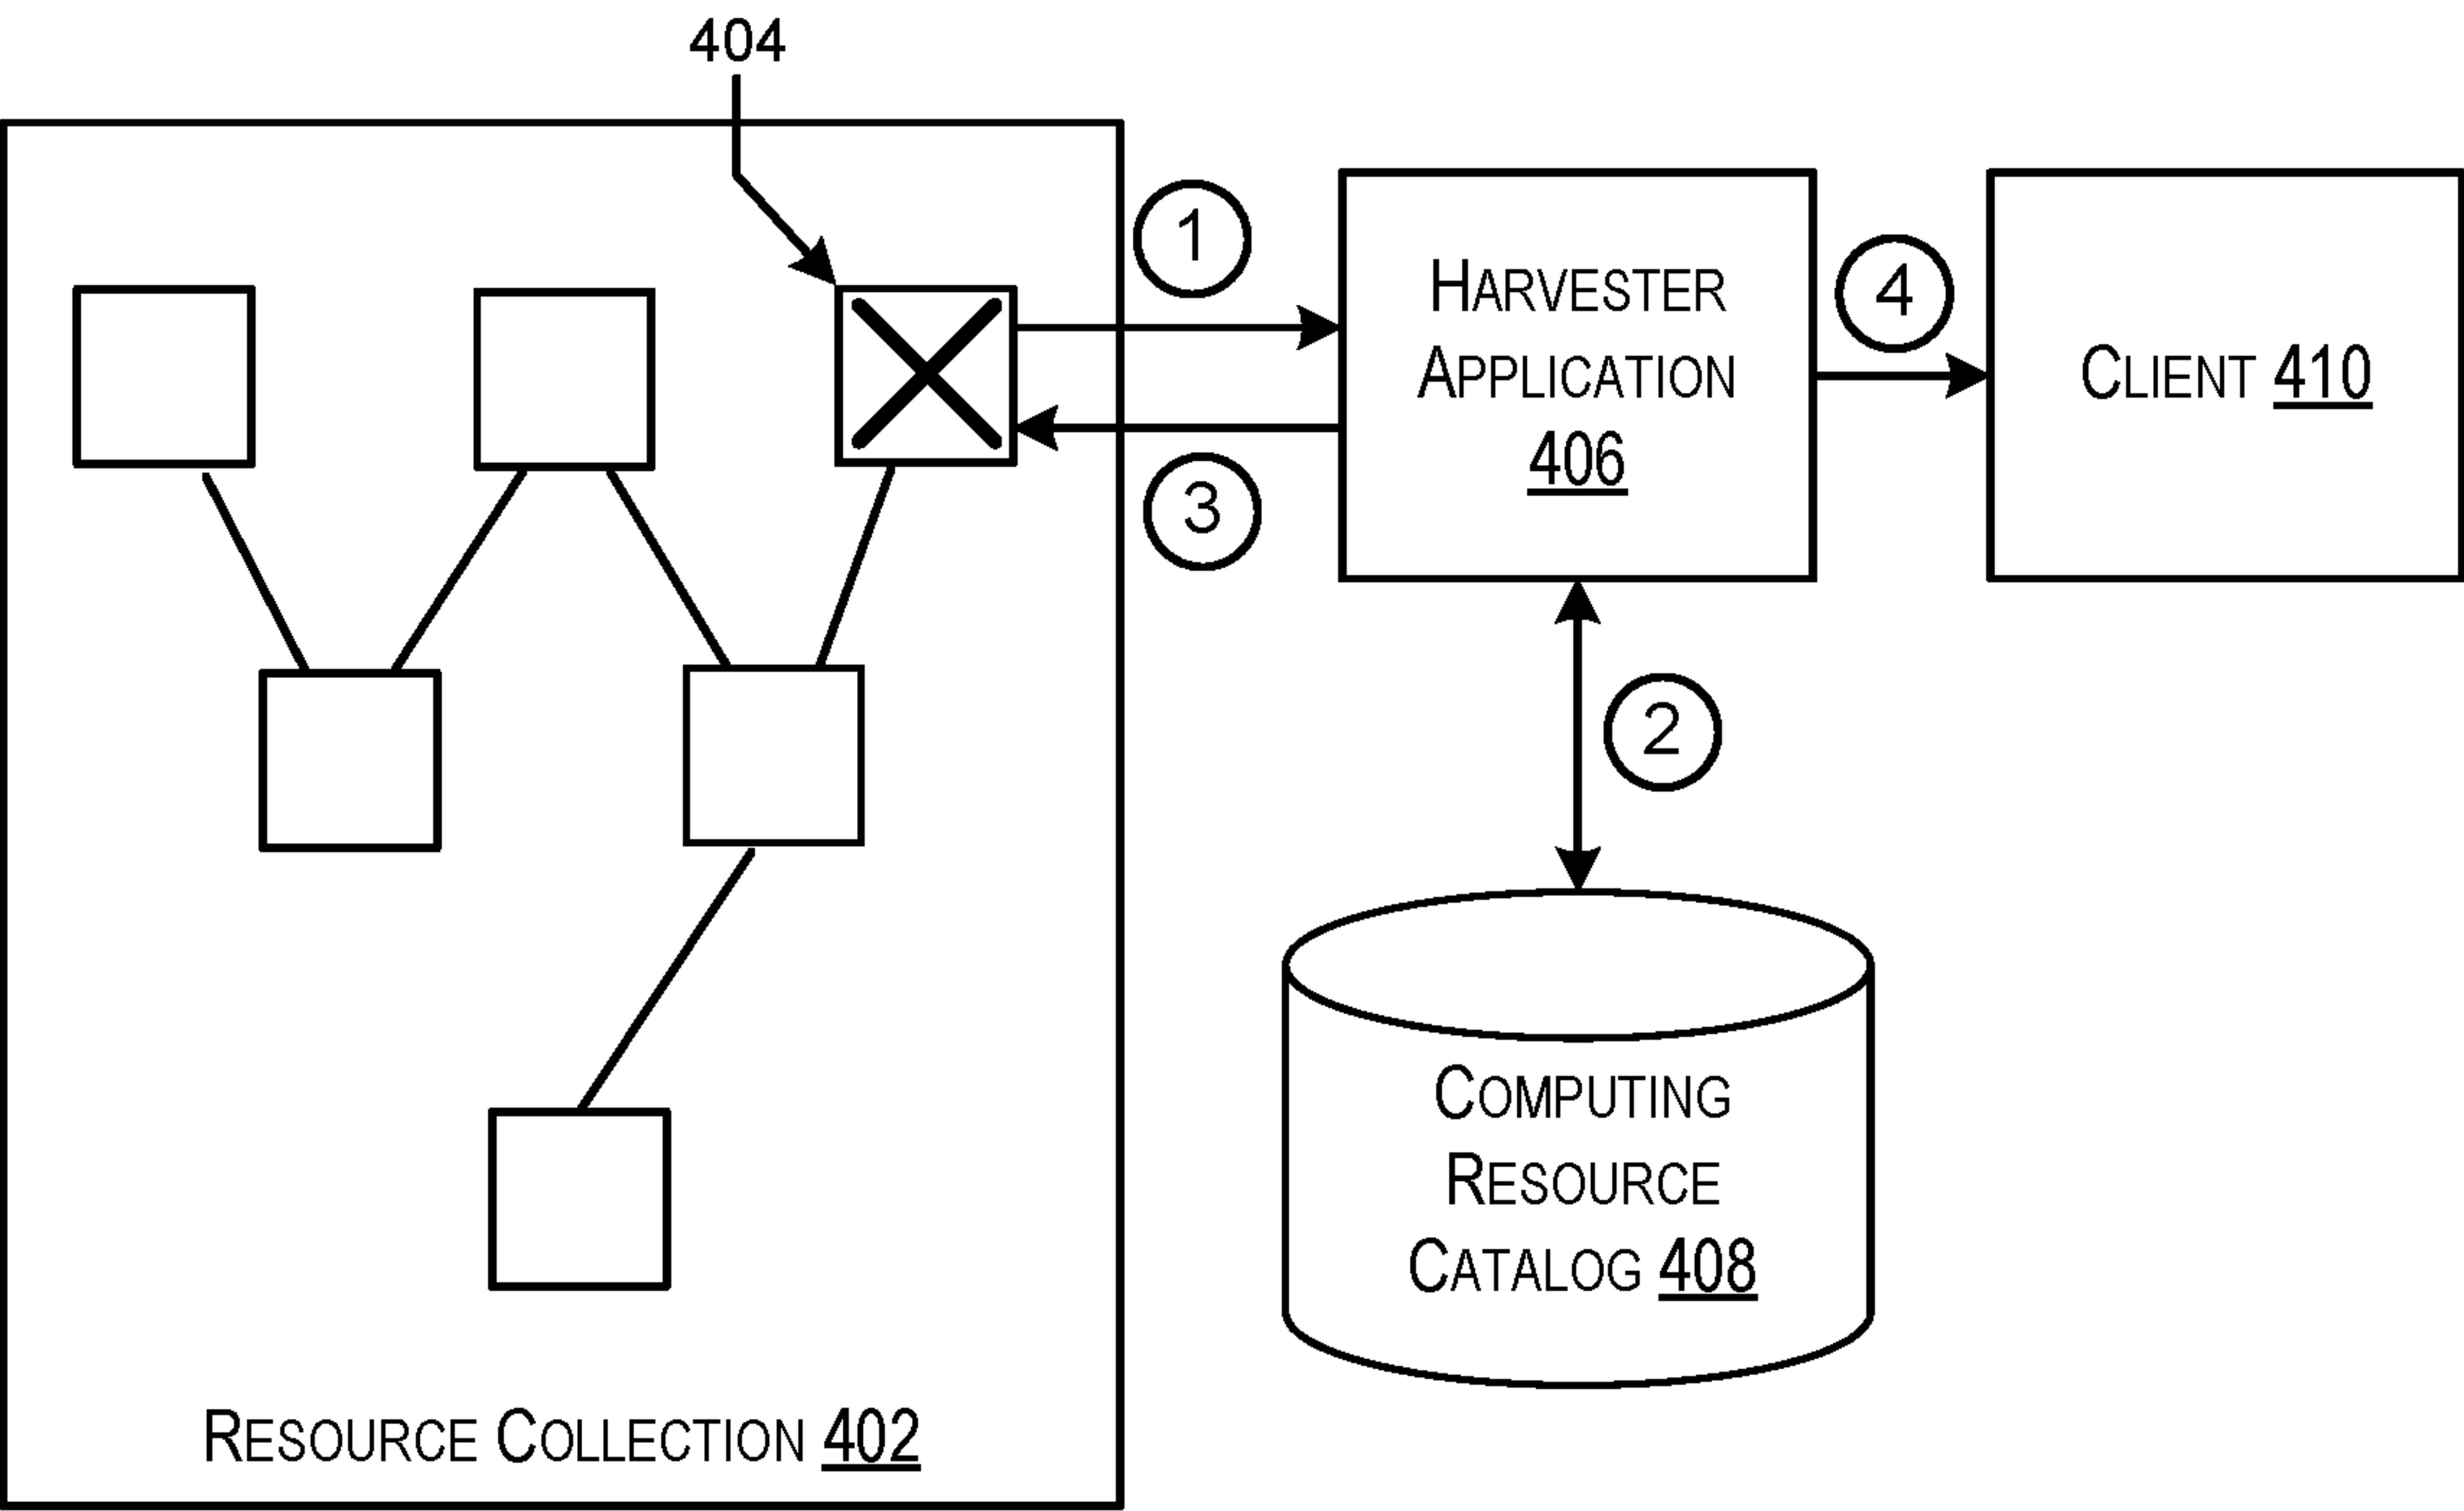 404
1
HARVESTER
APPLICATION
406
4
CLIENT 410
3
2
COMPUTING
RESOURCE
CATALOG 408
RESOURCE COLLECTION 402